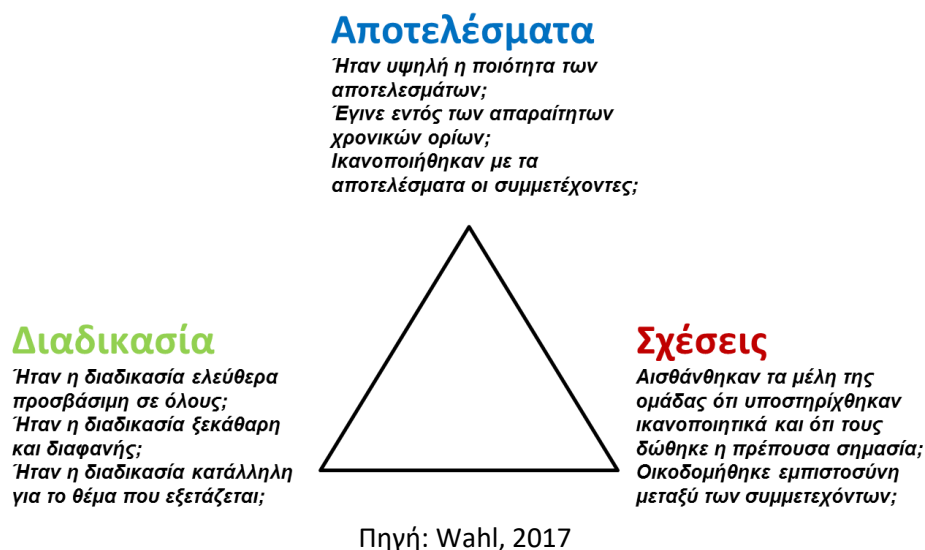 Αποτελέσματα
Ήταν υψηλή η ποιότητα των
αποτελεσμάτων;
Έγινε εντός των απαραίτητων
χρονικών ορίων;
Ικανοποιήθηκαν με τα
αποτελέσματα οι συμμετέχοντες;
Διαδικασία
Ήταν η διαδικασία ελεύθερα
προσβάσιμη σε όλους;
Ήταν η διαδικασία ξεκάθαρη
και διαφανής;
Ήταν η διαδικασία κατάλληλη
για το θέμα που εξετάζεται;
Σχέσεις
Αισθάνθηκαν τα μέλη της
ομάδας ότι υποστηρίχθηκαν
ικανοποιητικά και ότι τους
δώθηκε η πρέπουσα σημασία;
Οικοδομήθηκε εμπιστοσύνη
μεταξύ των συμμετεχόντων;
Πηγή: Wahl, 2017